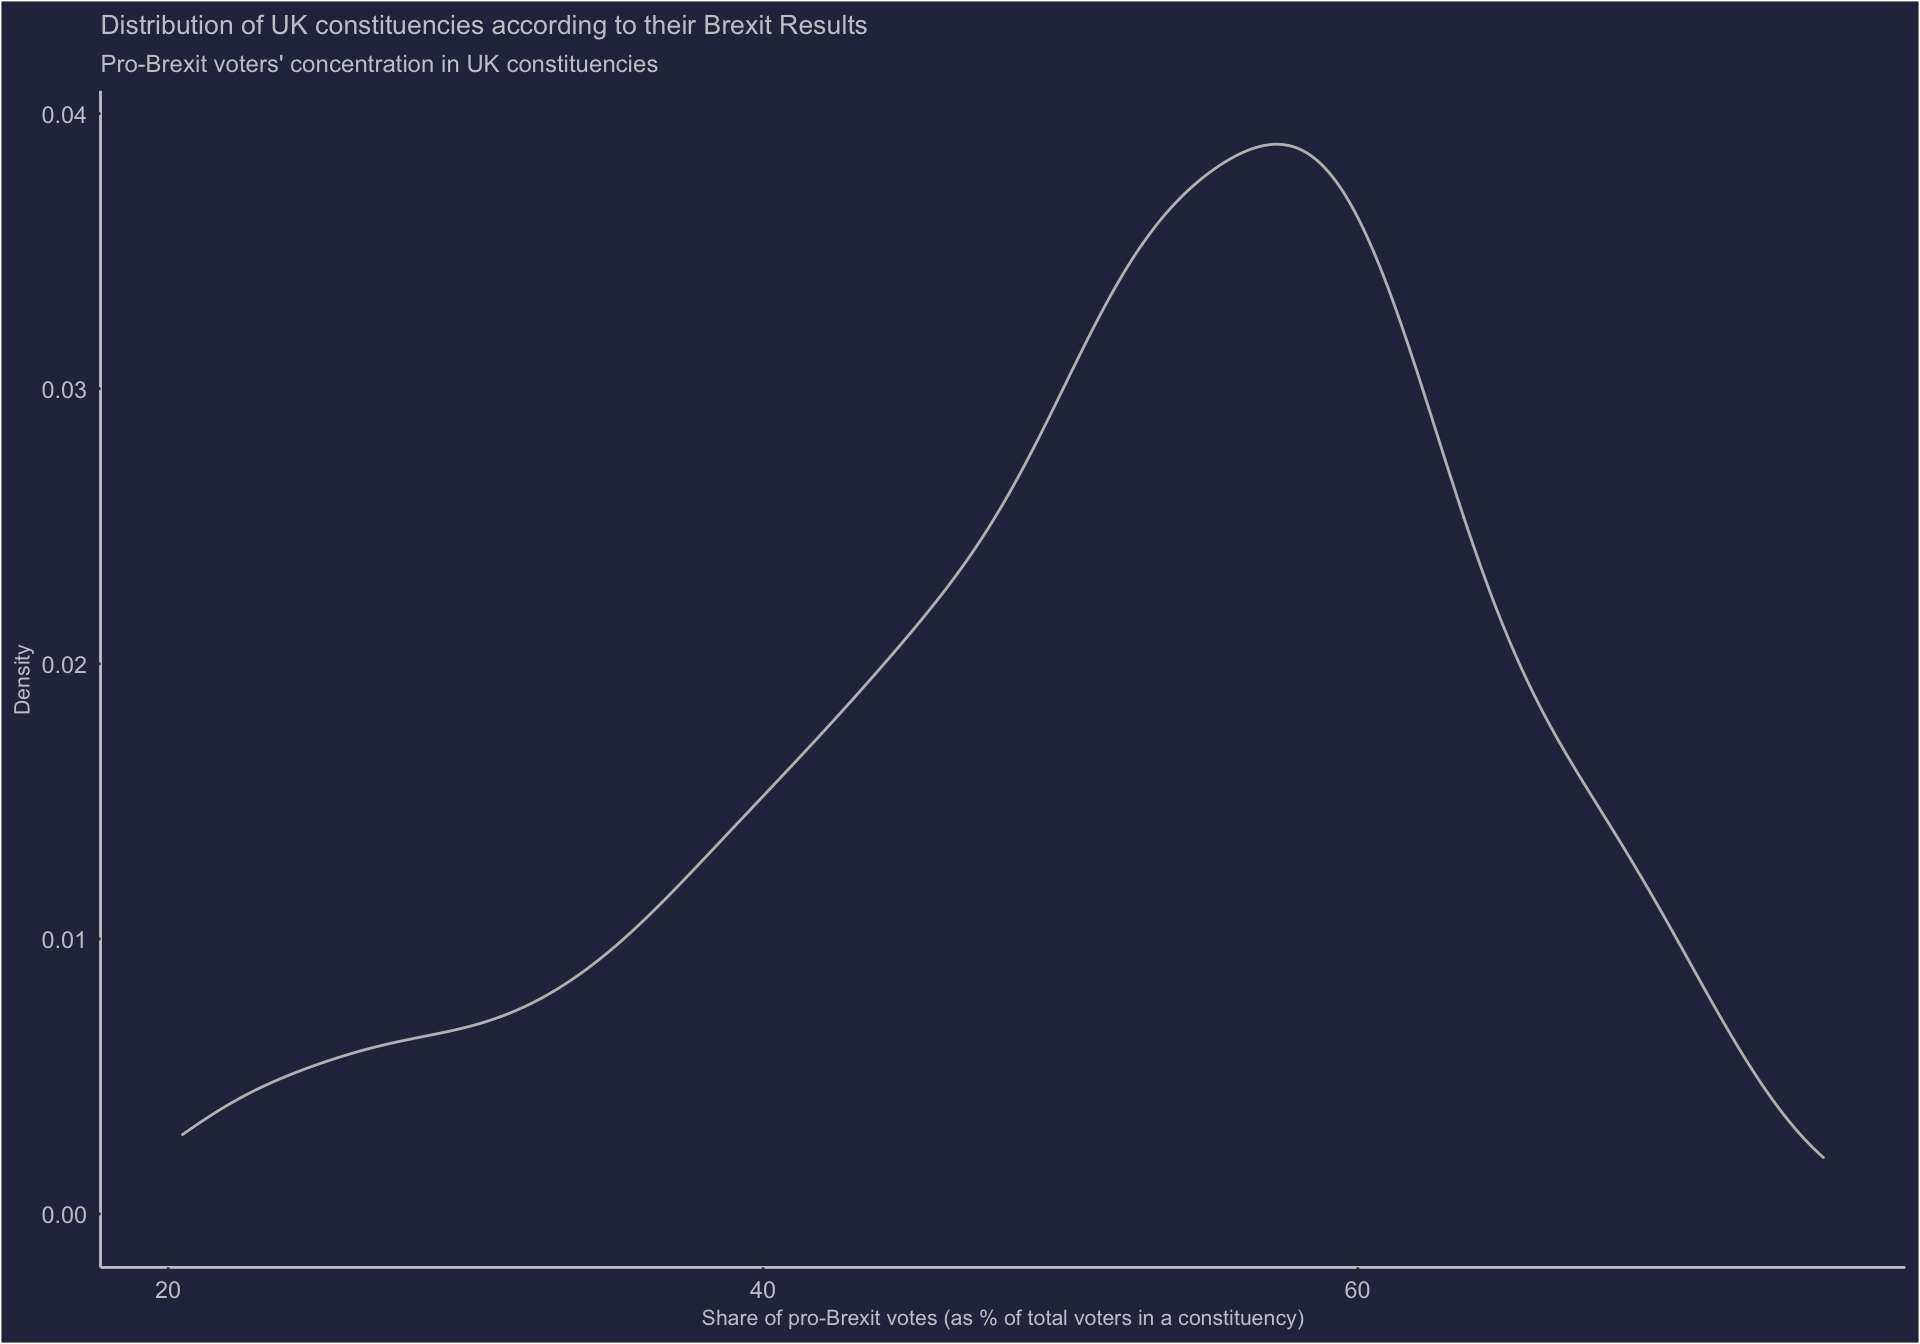 Distribution of UK constituencies according to their Brexit Results
Pro-Brexit voters' concentration in UK constituencies
0.04
0.03
0.02
0.01
0.00
Density
20 40 60
Share of pro-Brexit votes (as % of total voters in a constituency)